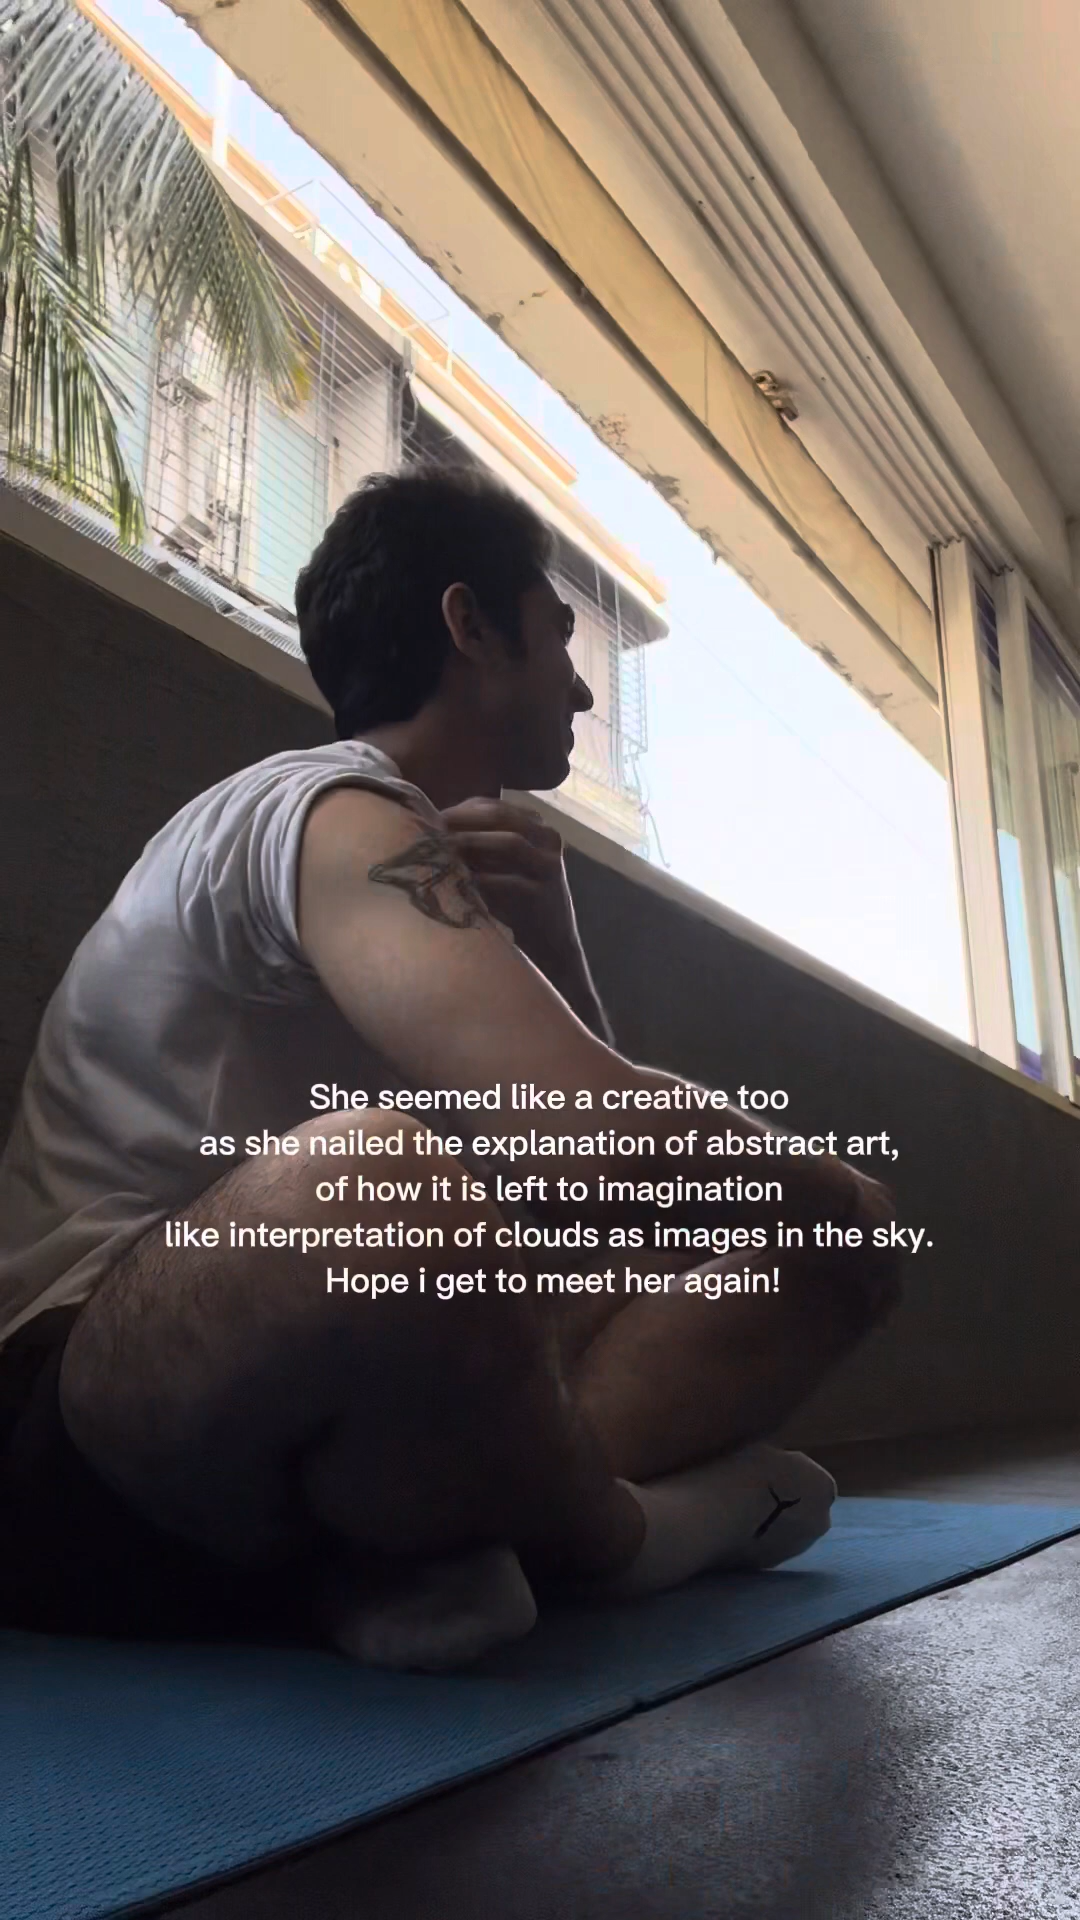 She seemed like a creative too
as she nailed the explanation of abstract art,
of how it is left to imagination
like interpretation of clouds as images in the sky.
Hope i get to meet her again!